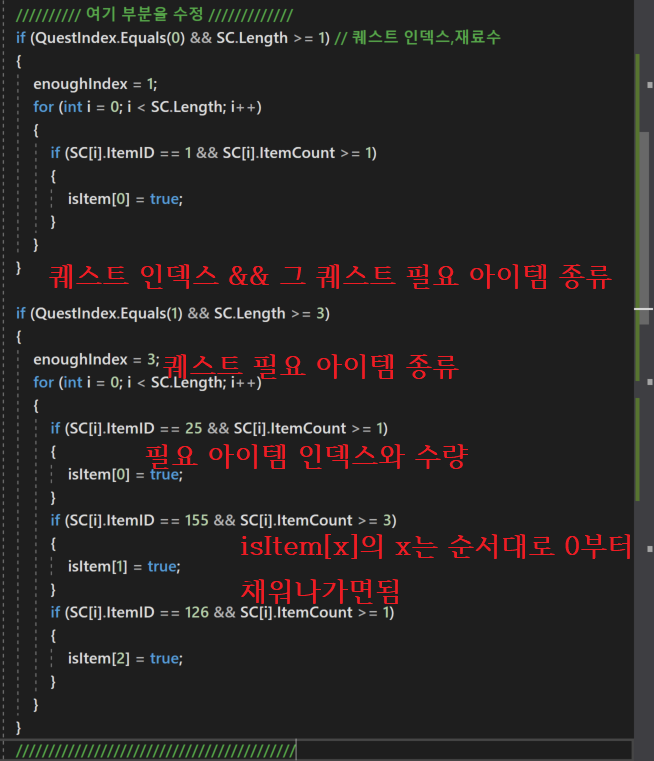 ////////// 여기 부분을 수정 /////////////
if (QuestIndex.Equals(0) && SC.Length >= 1) // 퀘스트 인덱스,재료수
{
enoughIndex = 1;
for (int i = 0; i < SC.Length; i++)
{
if (SC[i].ItemID == 1 && SC[i].ItemCount >= 1)
{
isItem[0] = true;
}
}
}
퀘스트 인덱스 && 그 퀘스트 필요 아이템 종류
if (QuestIndex.Equals(1) && SC.Length >= 3)
{
enoughIndex = 3;
퀘스트 필요 아이템 종류
for (int i = 0; i < SC.Length; i++)
{
if (SC[i].ItemID == 25 && SC[i].ItemCount >= 1)
{
필요 아이템 인덱스와 수량
isItem[0] = true;
}
if (SC[i].ItemID == 155 && SC[i].ItemCount >= 3)
{
isItem[x]의 x는 순서대로 0부터
isItem[1] = true;
}
채워나가면됨
if (SC[i].ItemID == 126 && SC[i].ItemCount >= 1)
{
isItem[2] = true;
}
}
}
///////////////////////////////////////////